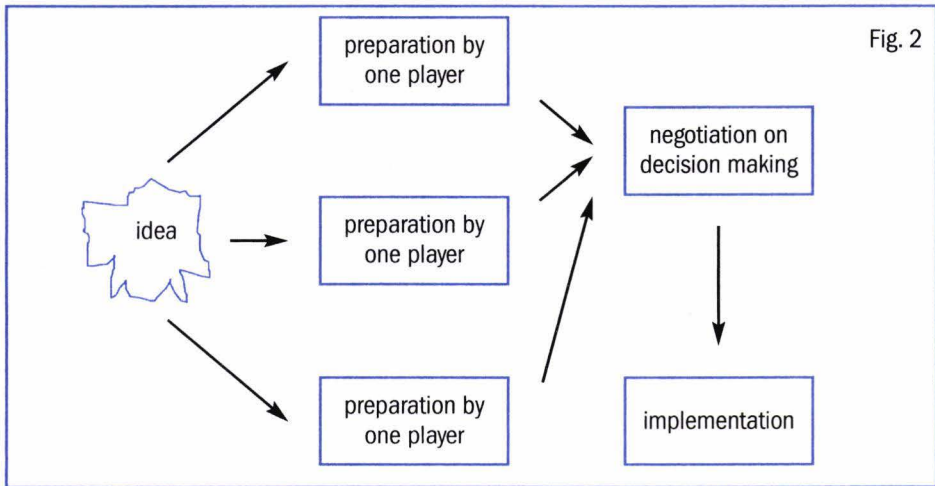 Fig. 2
preparation by
one player
negotiation on
decision making
idea
preparation by
one player
preparation by
one player
implementation